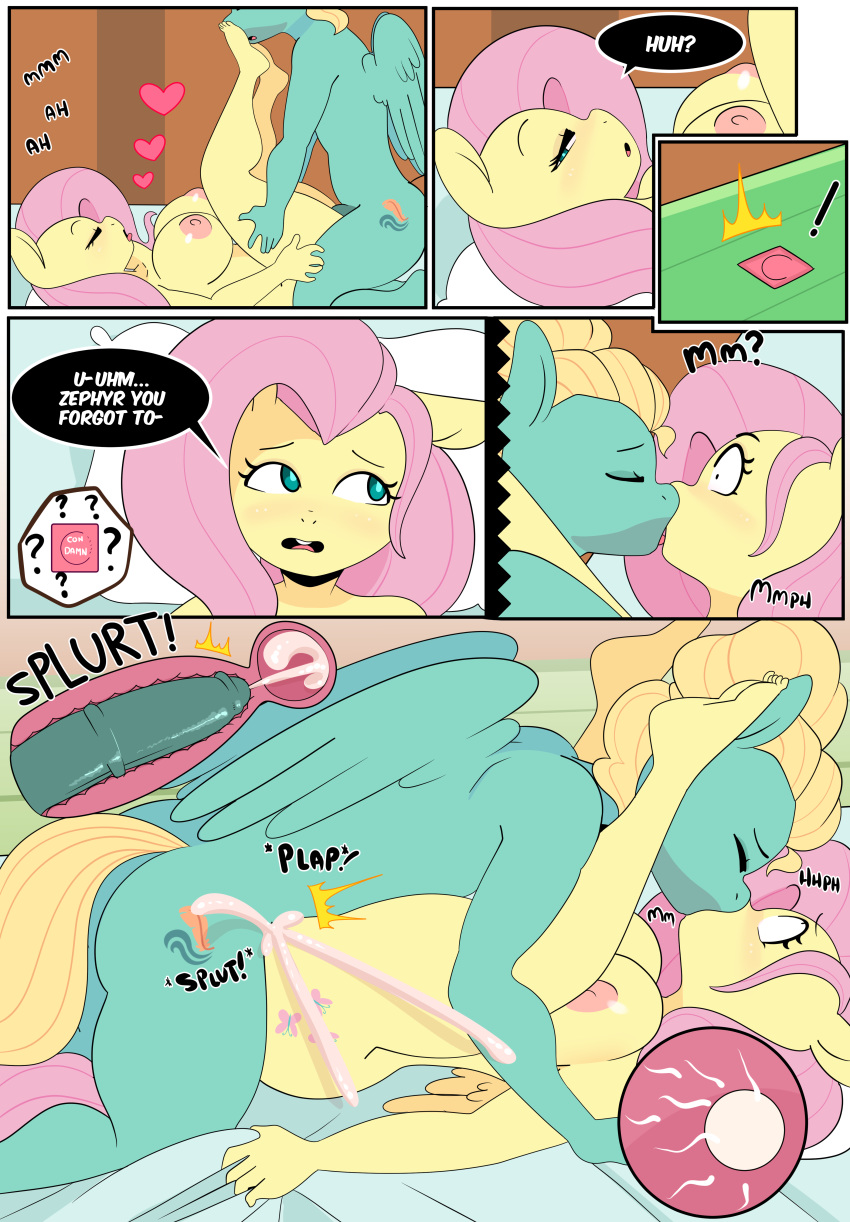 MMM
AH
AH
HUH?
!
U-UHM...
ZEPHYR YOU
FORGOT TO-
? ?
? ?
? ?
CON
DAMN
MM?
MMPH
SPLURT!
*PLAP!*
*SPLUT!*
MM
HHPH